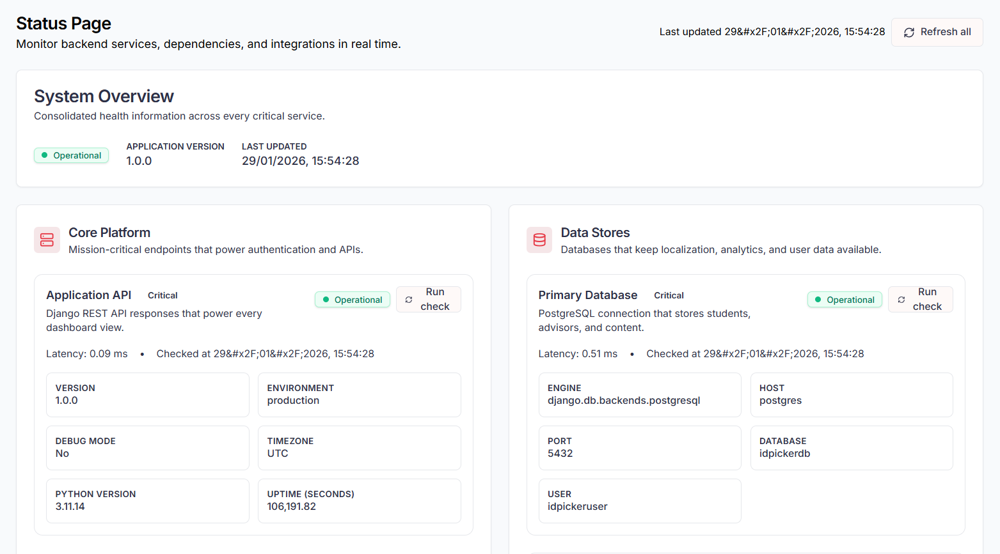 Status Page
Monitor backend services, dependencies, and integrations in real time.
Last updated 29&#x2F;01&#x2F;2026, 15:54:28
Refresh all
System Overview
Consolidated health information across every critical service.
Operational
APPLICATION VERSION
1.0.0
LAST UPDATED
29/01/2026, 15:54:28
Core Platform
Mission-critical endpoints that power authentication and APIs.
Application API
Critical
Operational
Run
check
Django REST API responses that power every
dashboard view.
Latency: 0.09 ms • Checked at 29&#x2F;01&#x2F;2026, 15:54:28
VERSION
1.0.0
ENVIRONMENT
production
DEBUG MODE
No
TIMEZONE
UTC
PYTHON VERSION
3.11.14
UPTIME (SECONDS)
106,191.82
Data Stores
Databases that keep localization, analytics, and user data available.
Primary Database
Critical
Operational
Run
check
PostgreSQL connection that stores students,
advisors, and content.
Latency: 0.51 ms • Checked at 29&#x2F;01&#x2F;2026, 15:54:28
ENGINE
django.db.backends.postgresql
HOST
postgres
PORT
5432
DATABASE
idpickerdb
USER
idpickeruser